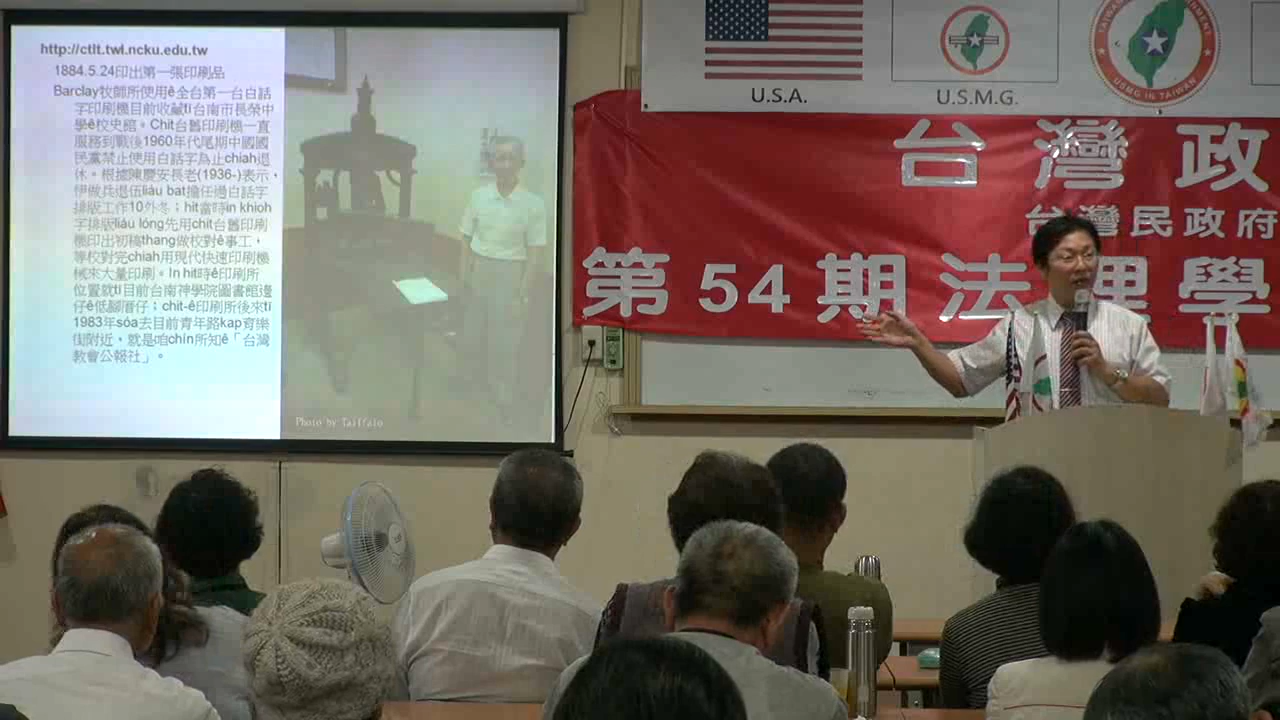 http://ctlt.twl.ncku.edu.tw
1884.5.24印出第一張印刷品
Barclay牧師所使用ê全台第一台白話
字印刷機目前收藏tī台南市長榮中
學ê校史館。Chit台舊印刷機一直
服務到戰後1960年代尾期中國國
民黨禁止使用白話字為止chiah退
休。根據陳慶安長老(1936-)表示,
伊做兵退伍liáu bat擔任過白話字
排版工作10外冬；hit當時in khioh
字排版liáu lóng先用chit台舊印刷
機印出初稿thang做校對ê事工,
等校對完chiah用現代快速印刷機
械來大量印刷。In hit時ê印刷所
位置就tī目前台南神學院圖書館邊
仔ê低腳厝仔；chit-ê印刷所後來tī
1983年sóa去目前青年路kap育樂
街附近，就是咱chín所知ê「台灣
教會公報社」。
Photo by Taiffalo
U.S.A.
U.S.M.G.
USMG IN TAIWAN
台灣政
台灣民政府
第54期法理學